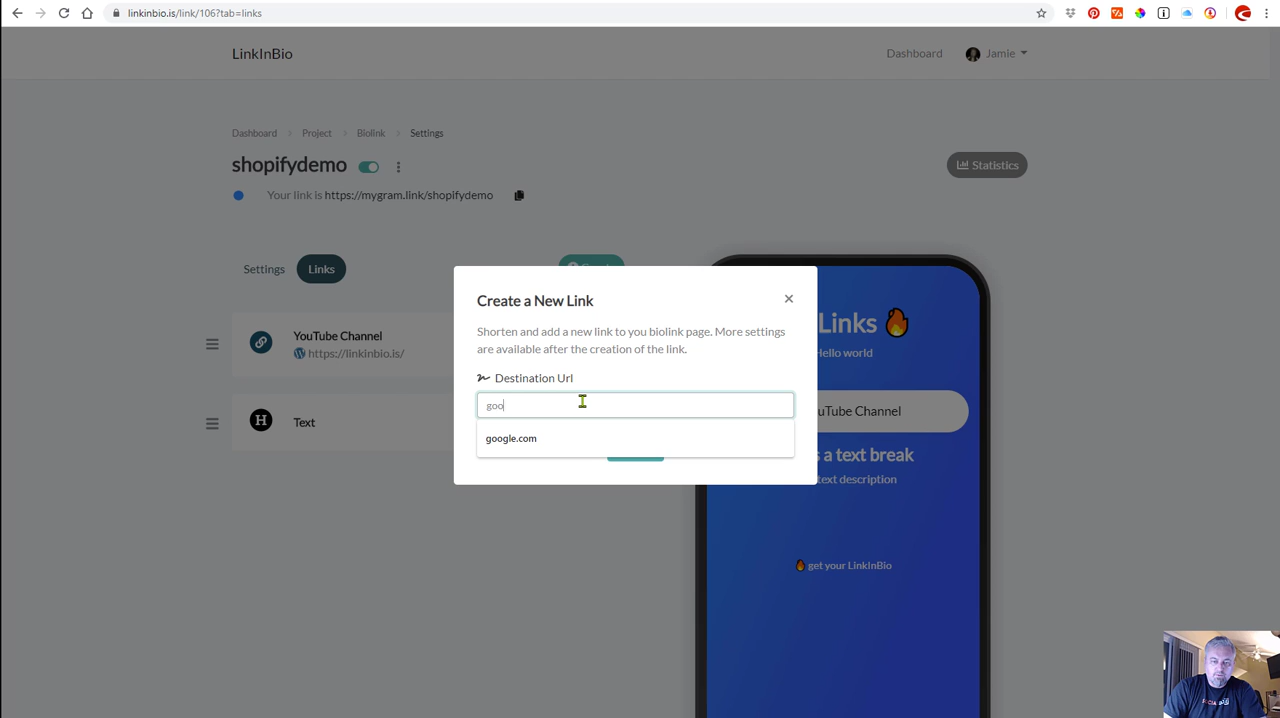 linkinbio.is/link/106?tab=links
LinkInBio
Dashboard
Jamie
Dashboard > Project > Biolink > Settings
shopifydemo
Statistics
Your link is https://mygram.link/shopifydemo
Settings
Links
YouTube Channel
https://linkinbio.is/
H
Text
Create a New Link
×
Shorten and add a new link to you biolink page. More settings
are available after the creation of the link.
Destination Url
goo
google.com
Links 🔥
Hello world
uTube Channel
s a text break
text description
🔥 get your LinkInBio